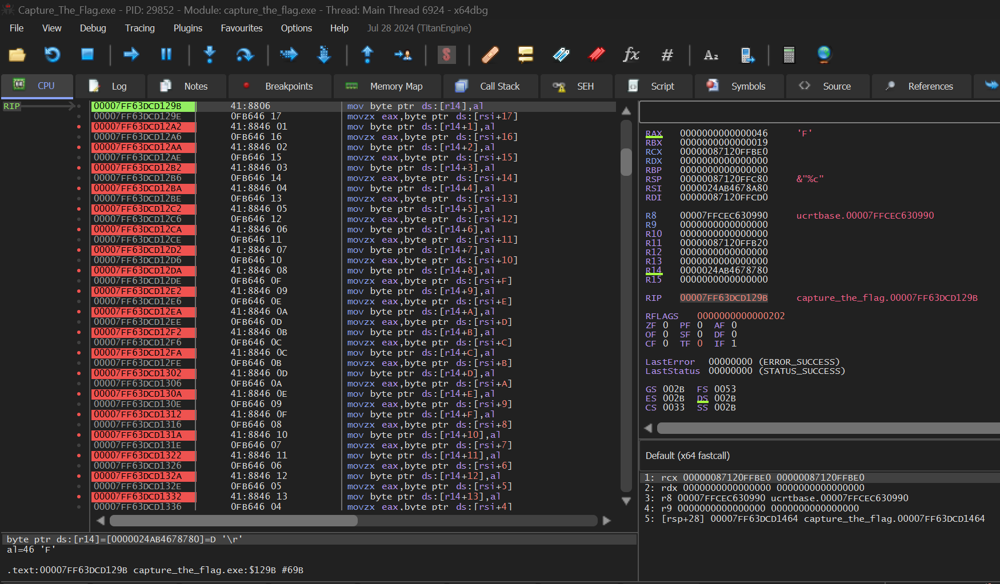 Capture_The_Flag.exe - PID: 29852 - Module: capture_the_flag.exe - Thread: Main Thread 6924 - x64dbg
File View Debug Tracing Plugins Favourites Options Help Jul 28 2024 (TitanEngine)
CPU Log Notes Breakpoints Memory Map Call Stack SEH Script Symbols Source References
RIP 00007FF63DCD129B 41:8806 mov byte ptr ds:[r14],al
00007FF63DCD129E 0FB646 17 movzx eax,byte ptr ds:[rsi+17]
00007FF63DCD12A2 41:8846 01 mov byte ptr ds:[r14+1],al
00007FF63DCD12A6 0FB646 16 movzx eax,byte ptr ds:[rsi+16]
00007FF63DCD12AA 41:8846 02 mov byte ptr ds:[r14+2],al
00007FF63DCD12AE 0FB646 15 movzx eax,byte ptr ds:[rsi+15]
00007FF63DCD12B2 41:8846 03 mov byte ptr ds:[r14+3],al
00007FF63DCD12B6 0FB646 14 movzx eax,byte ptr ds:[rsi+14]
00007FF63DCD12BA 41:8846 04 mov byte ptr ds:[r14+4],al
00007FF63DCD12BE 0FB646 13 movzx eax,byte ptr ds:[rsi+13]
00007FF63DCD12C2 41:8846 05 mov byte ptr ds:[r14+5],al
00007FF63DCD12C6 0FB646 12 movzx eax,byte ptr ds:[rsi+12]
00007FF63DCD12CA 41:8846 06 mov byte ptr ds:[r14+6],al
00007FF63DCD12CE 0FB646 11 movzx eax,byte ptr ds:[rsi+11]
00007FF63DCD12D2 41:8846 07 mov byte ptr ds:[r14+7],al
00007FF63DCD12D6 0FB646 10 movzx eax,byte ptr ds:[rsi+10]
00007FF63DCD12DA 41:8846 08 mov byte ptr ds:[r14+8],al
00007FF63DCD12DE 0FB646 0F movzx eax,byte ptr ds:[rsi+F]
00007FF63DCD12E2 41:8846 09 mov byte ptr ds:[r14+9],al
00007FF63DCD12E6 0FB646 0E movzx eax,byte ptr ds:[rsi+E]
00007FF63DCD12EA 41:8846 0A mov byte ptr ds:[r14+A],al
00007FF63DCD12EE 0FB646 0D movzx eax,byte ptr ds:[rsi+D]
00007FF63DCD12F2 41:8846 0B mov byte ptr ds:[r14+B],al
00007FF63DCD12F6 0FB646 0C movzx eax,byte ptr ds:[rsi+C]
00007FF63DCD12FA 41:8846 0C mov byte ptr ds:[r14+C],al
00007FF63DCD12FE 0FB646 0B movzx eax,byte ptr ds:[rsi+B]
00007FF63DCD1302 41:8846 0D mov byte ptr ds:[r14+D],al
00007FF63DCD1306 0FB646 0A movzx eax,byte ptr ds:[rsi+A]
00007FF63DCD130A 41:8846 0E mov byte ptr ds:[r14+E],al
00007FF63DCD130E 0FB646 09 movzx eax,byte ptr ds:[rsi+9]
00007FF63DCD1312 41:8846 0F mov byte ptr ds:[r14+F],al
00007FF63DCD1316 0FB646 08 movzx eax,byte ptr ds:[rsi+8]
00007FF63DCD131A 41:8846 10 mov byte ptr ds:[r14+10],al
00007FF63DCD131E 0FB646 07 movzx eax,byte ptr ds:[rsi+7]
00007FF63DCD1322 41:8846 11 mov byte ptr ds:[r14+11],al
00007FF63DCD1326 0FB646 06 movzx eax,byte ptr ds:[rsi+6]
00007FF63DCD132A 41:8846 12 mov byte ptr ds:[r14+12],al
00007FF63DCD132E 0FB646 05 movzx eax,byte ptr ds:[rsi+5]
00007FF63DCD1332 41:8846 13 mov byte ptr ds:[r14+13],al
00007FF63DCD1336 0FB646 04 movzx eax,byte ptr ds:[rsi+4]
byte ptr ds:[r14]=[0000024AB4678780]=D '\r'
al=46 'F'
.text:00007FF63DCD129B capture_the_flag.exe:$129B #69B
RAX 0000000000000046 'F'
RBX 0000000000000019
RCX 00000087120FFBE0
RDX 0000000000000000
RBP 0000000000000000
RSP 00000087120FFC80 &"%c"
RSI 0000024AB4678A80
RDI 00000087120FFCD0
R8 00007FFCEC630990 ucrtbase.00007FFCEC630990
R9 0000000000000000
R10 0000000000000000
R11 00000087120FFB20
R12 0000000000000000
R13 0000000000000000
R14 0000024AB4678780
R15 0000000000000000
RIP 00007FF63DCD129B capture_the_flag.00007FF63DCD129B
RFLAGS 0000000000000202
ZF 0 PF 0 AF 0
OF 0 SF 0 DF 0
CF 0 TF 0 IF 1
LastError 00000000 (ERROR_SUCCESS)
LastStatus 00000000 (STATUS_SUCCESS)
GS 002B FS 0053
ES 002B DS 002B
CS 0033 SS 002B
Default (x64 fastcall)
1: rcx 00000087120FFBE0 00000087120FFBE0
2: rdx 0000000000000000 0000000000000000
3: r8 00007FFCEC630990 ucrtbase.00007FFCEC630990
4: r9 0000000000000000 0000000000000000
5: [rsp+28] 00007FF63DCD1464 capture_the_flag.00007FF63DCD1464